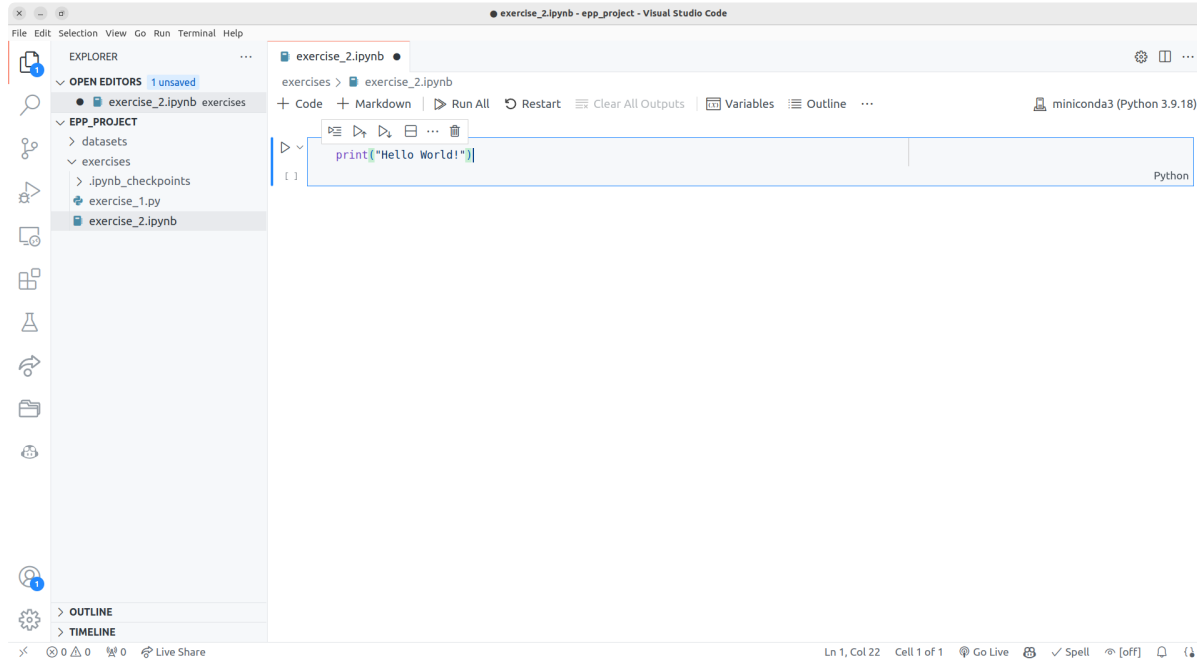 ● exercise_2.ipynb - epp_project - Visual Studio Code
File Edit Selection View Go Run Terminal Help
EXPLORER
OPEN EDITORS 1 unsaved
● exercise_2.ipynb exercises
EPP_PROJECT
datasets
exercises
.ipynb_checkpoints
exercise_1.py
exercise_2.ipynb
OUTLINE
TIMELINE
1
1
exercise_2.ipynb ●
exercises > exercise_2.ipynb
+ Code + Markdown Run All Restart Clear All Outputs Variables Outline ...
miniconda3 (Python 3.9.18)
print("Hello World!")
[ ]
Python
0 0 0 Live Share
Ln 1, Col 22 Cell 1 of 1 Go Live Spell [off]